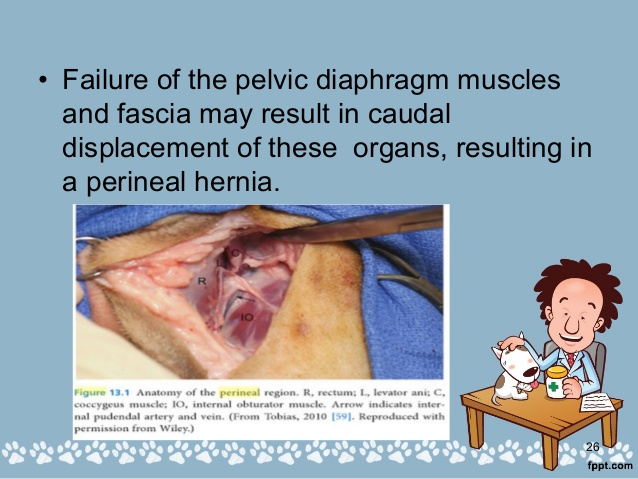 • Failure of the pelvic diaphragm muscles
and fascia may result in caudal
displacement of these organs, resulting in
a perineal hernia.
R
L
C
IO
Figure 13.1 Anatomy of the perineal region. R, rectum; L, levator ani; C,
coccygeus muscle; IO, internal obturator muscle. Arrow indicates inter-
nal pudendal artery and vein. (From Tobias, 2010 [59]. Reproduced with
permission from Wiley.)
26
fppt.com